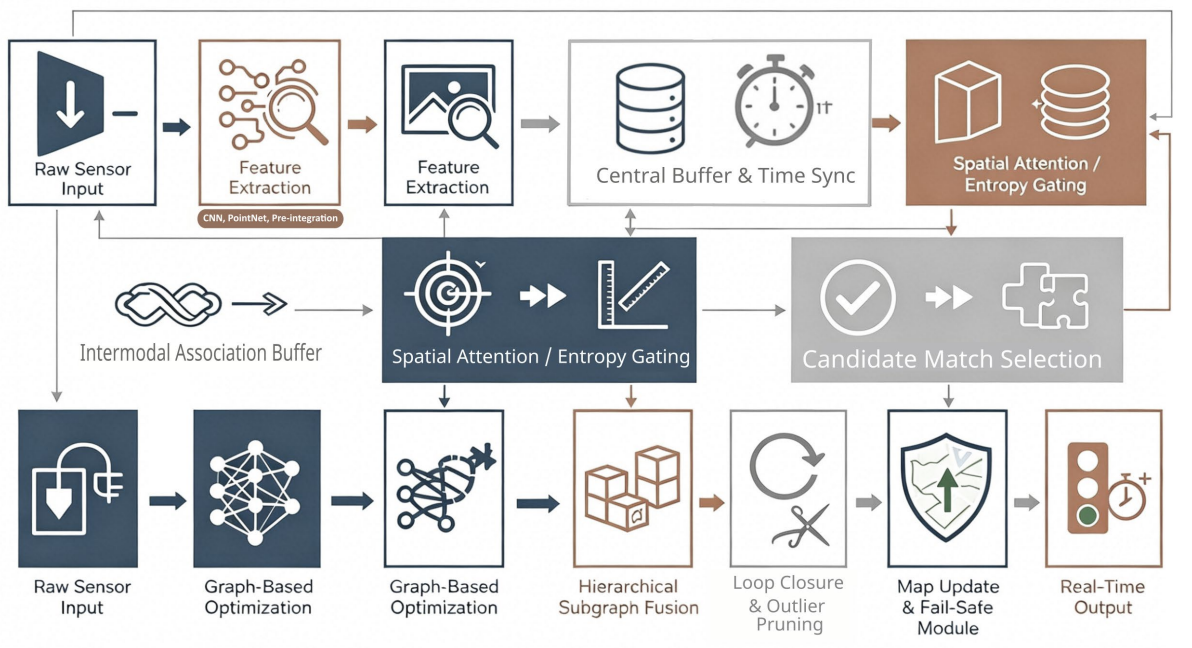 Raw Sensor
Input
Feature
Extraction
CNN, PointNet, Pre-integration
Feature
Extraction
1T
Central Buffer & Time Sync
Spatial Attention /
Entropy Gating
Intermodal Association Buffer
Spatial Attention / Entropy Gating
Candidate Match Selection
Raw Sensor
Input
Graph-Based
Optimization
Graph-Based
Optimization
Hierarchical
Subgraph Fusion
Loop Closure
& Outlier
Pruning
Map Update
& Fail-Safe
Module
Real-Time
Output